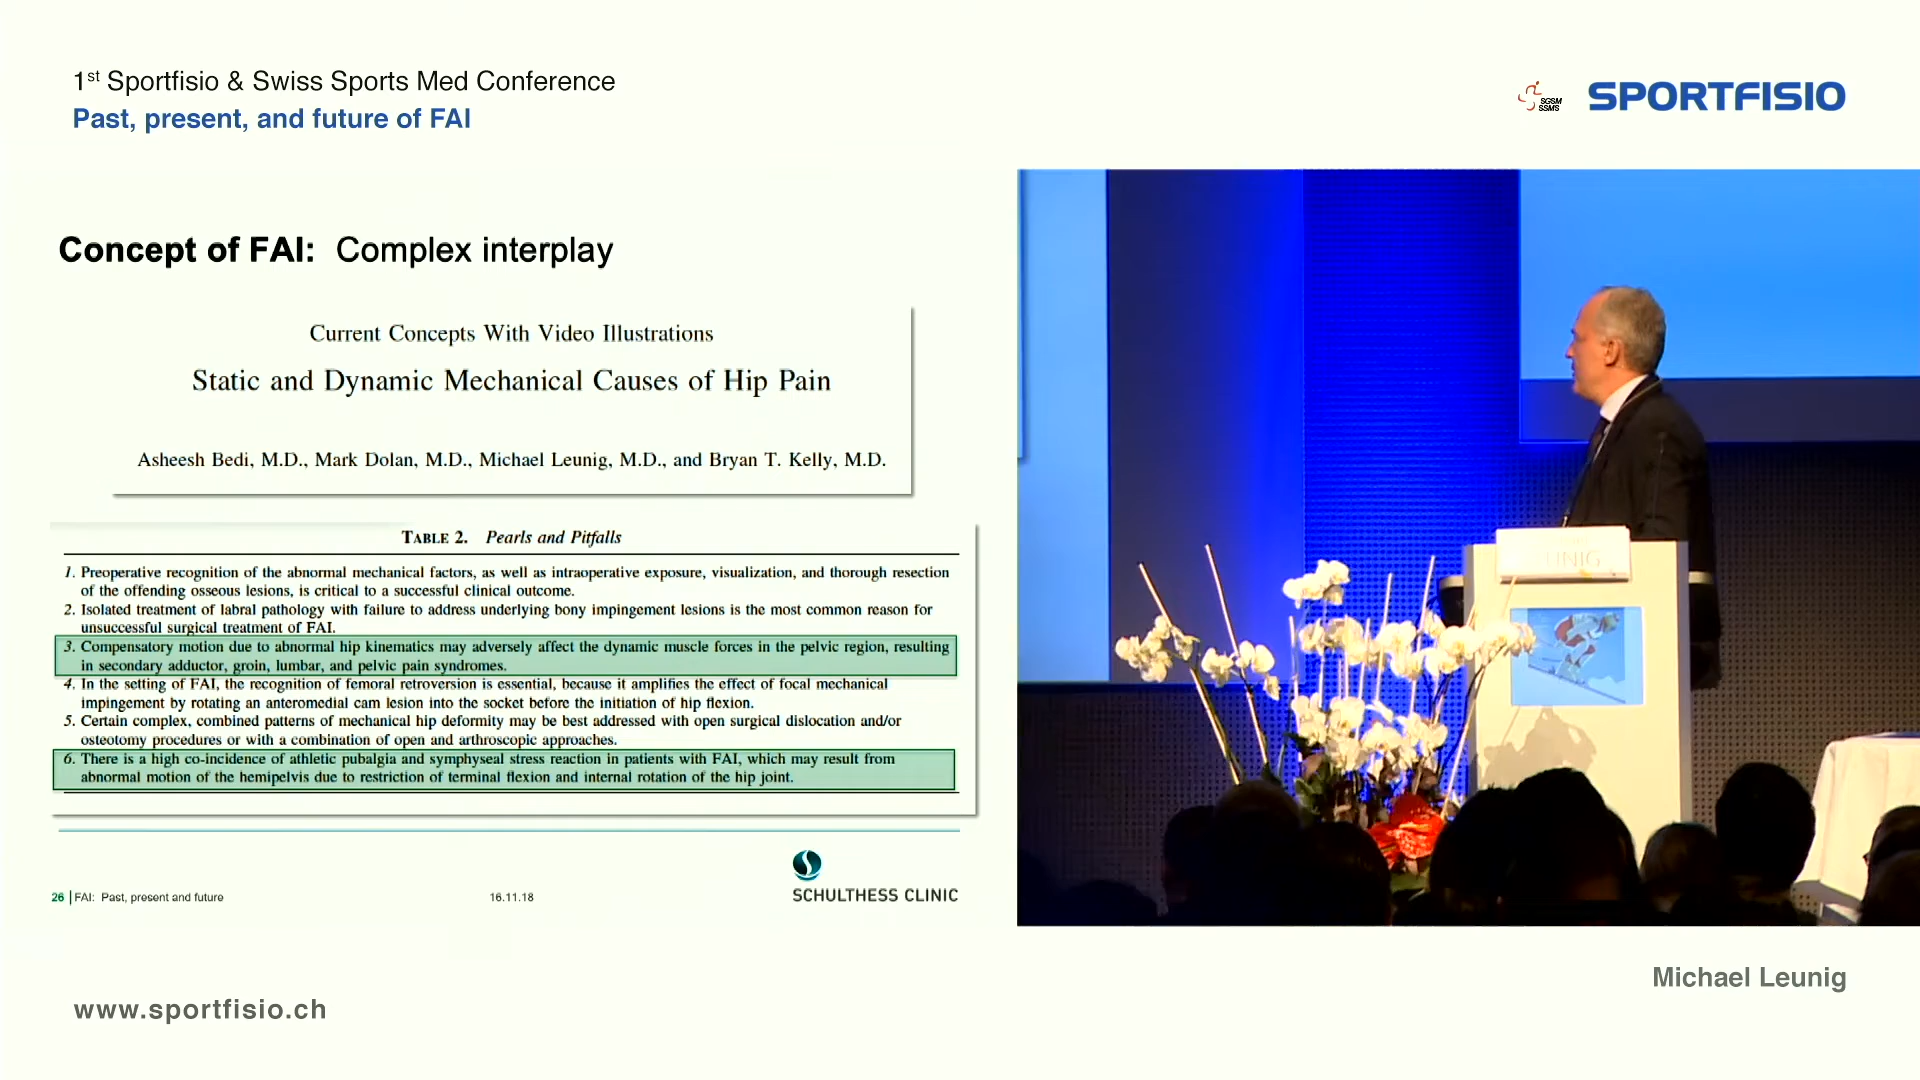 1st Sportfisio & Swiss Sports Med Conference
Past, present, and future of FAI
SGSM
SSMS
SPORTFISIO
Concept of FAI: Complex interplay
Current Concepts With Video Illustrations
Static and Dynamic Mechanical Causes of Hip Pain
Asheesh Bedi, M.D., Mark Dolan, M.D., Michael Leunig, M.D., and Bryan T. Kelly, M.D.
TABLE 2. Pearls and Pitfalls
1. Preoperative recognition of the abnormal mechanical factors, as well as intraoperative exposure, visualization, and thorough resection
of the offending osseous lesions, is critical to a successful clinical outcome.
2. Isolated treatment of labral pathology with failure to address underlying bony impingement lesions is the most common reason for
unsuccessful surgical treatment of FAI.
3. Compensatory motion due to abnormal hip kinematics may adversely affect the dynamic muscle forces in the pelvic region, resulting
in secondary adductor, groin, lumbar, and pelvic pain syndromes.
4. In the setting of FAI, the recognition of femoral retroversion is essential, because it amplifies the effect of focal mechanical
impingement by rotating an anteromedial cam lesion into the socket before the initiation of hip flexion.
5. Certain complex, combined patterns of mechanical hip deformity may be best addressed with open surgical dislocation and/or
osteotomy procedures or with a combination of open and arthroscopic approaches.
6. There is a high co-incidence of athletic pubalgia and symphyseal stress reaction in patients with FAI, which may result from
abnormal motion of the hemipelvis due to restriction of terminal flexion and internal rotation of the hip joint.
SCHULTHESS CLINIC
26 | FAI: Past, present and future
16.11.18
Michael Leunig
www.sportfisio.ch